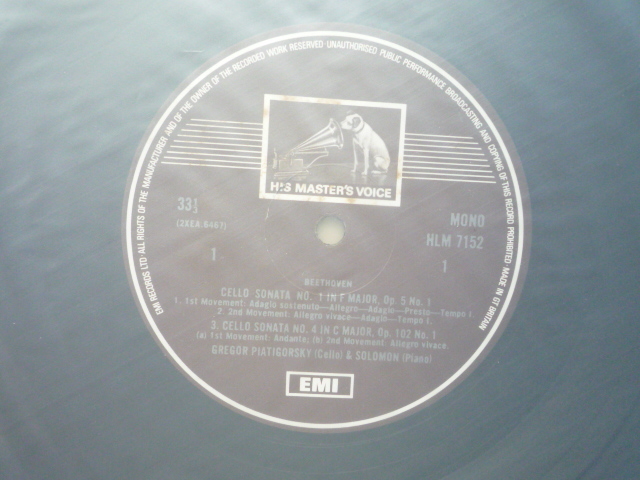 EMI RECORDS LTD · ALL RIGHTS OF THE MANUFACTURER AND OF THE OWNER OF THE RECORDED WORK RESERVED · UNAUTHORISED PUBLIC PERFORMANCE BROADCASTING AND COPYING OF THIS RECORD PROHIBITED · MADE IN GT BRITAIN
HIS MASTER'S VOICE
33⅓
(2XEA.5467)
MONO
HLM 7152
1
1
BEETHOVEN
CELLO SONATA NO. 1 IN F MAJOR, Op. 5 No. 1
1. 1st Movement: Adagio sostenuto—Allegro—Adagio—Presto—Tempo I.
2. 2nd Movement: Allegro vivace—Adagio—Tempo I.
3. CELLO SONATA NO. 4 IN C MAJOR, Op. 102 No. 1
(a) 1st Movement: Andante; (b) 2nd Movement: Allegro vivace.
GREGOR PIATIGORSKY (Cello) & SOLOMON (Piano)
EMI